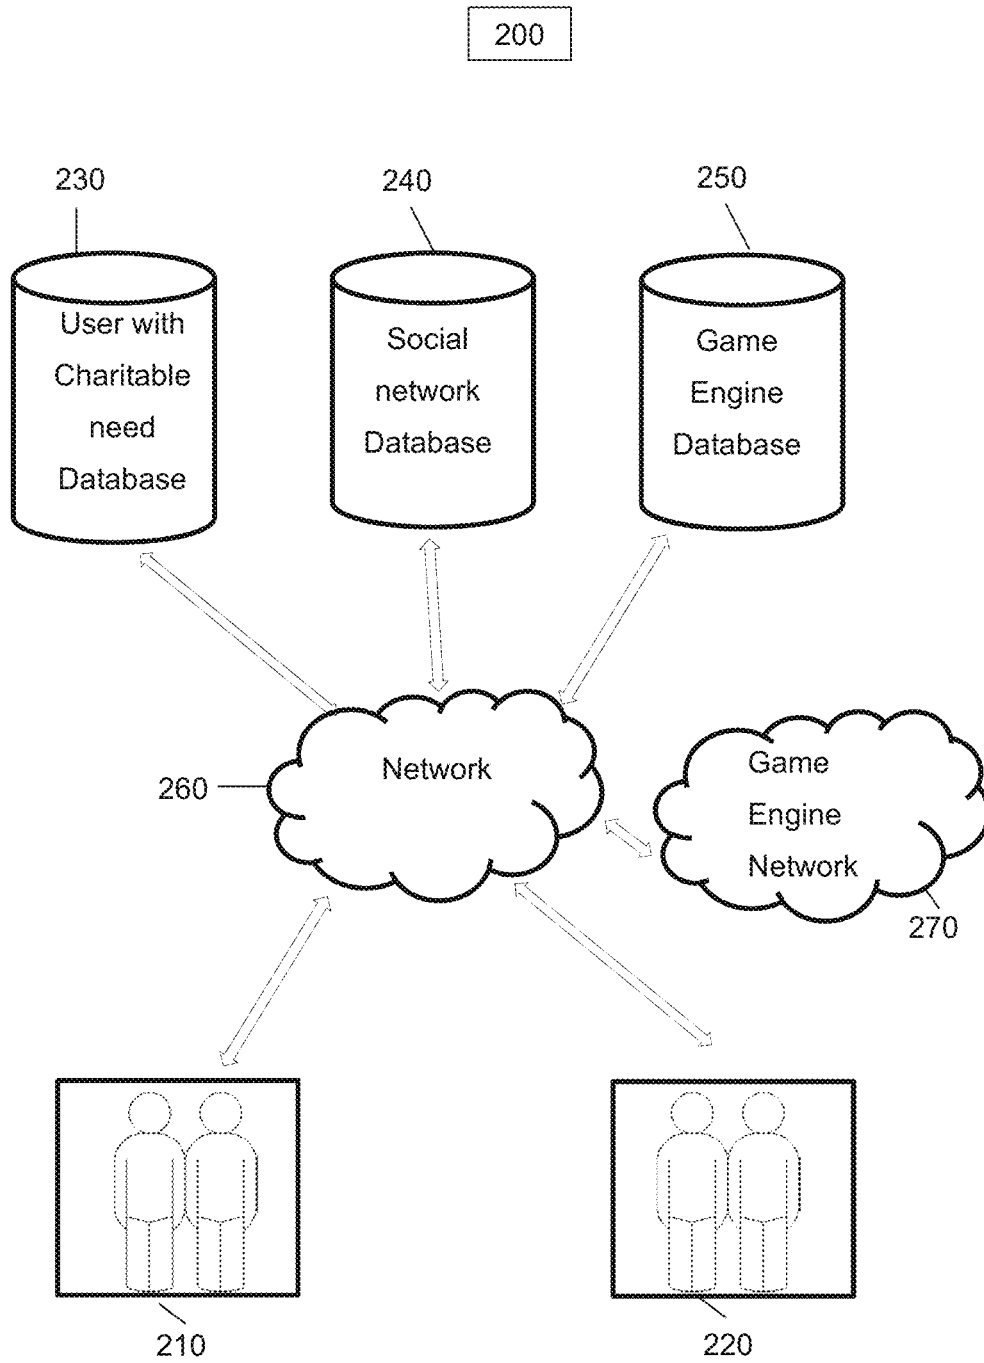 200
230
240
250
User with
Charitable
need
Database
Social
network
Database
Game
Engine
Database
Network
260
Game
Engine
Network
270
210
220